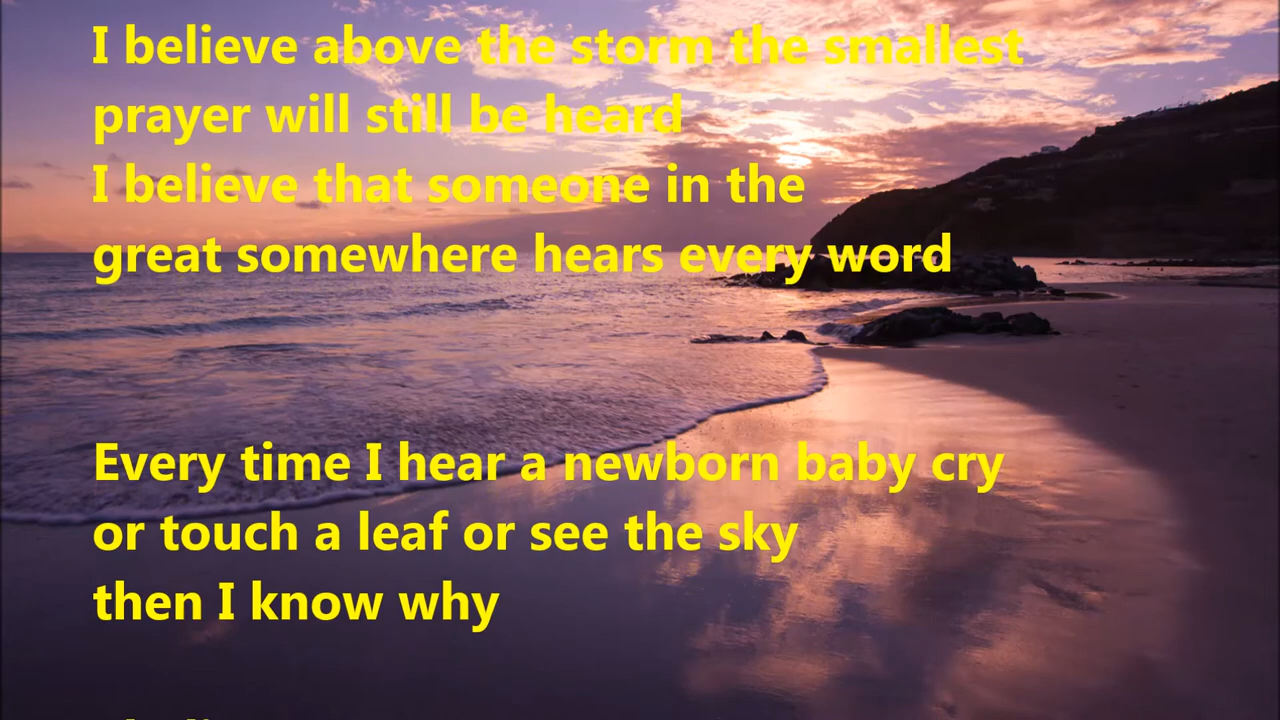 I believe above the storm the smallest
prayer will still be heard
I believe that someone in the
great somewhere hears every word
Every time I hear a newborn baby cry
or touch a leaf or see the sky
then I know why